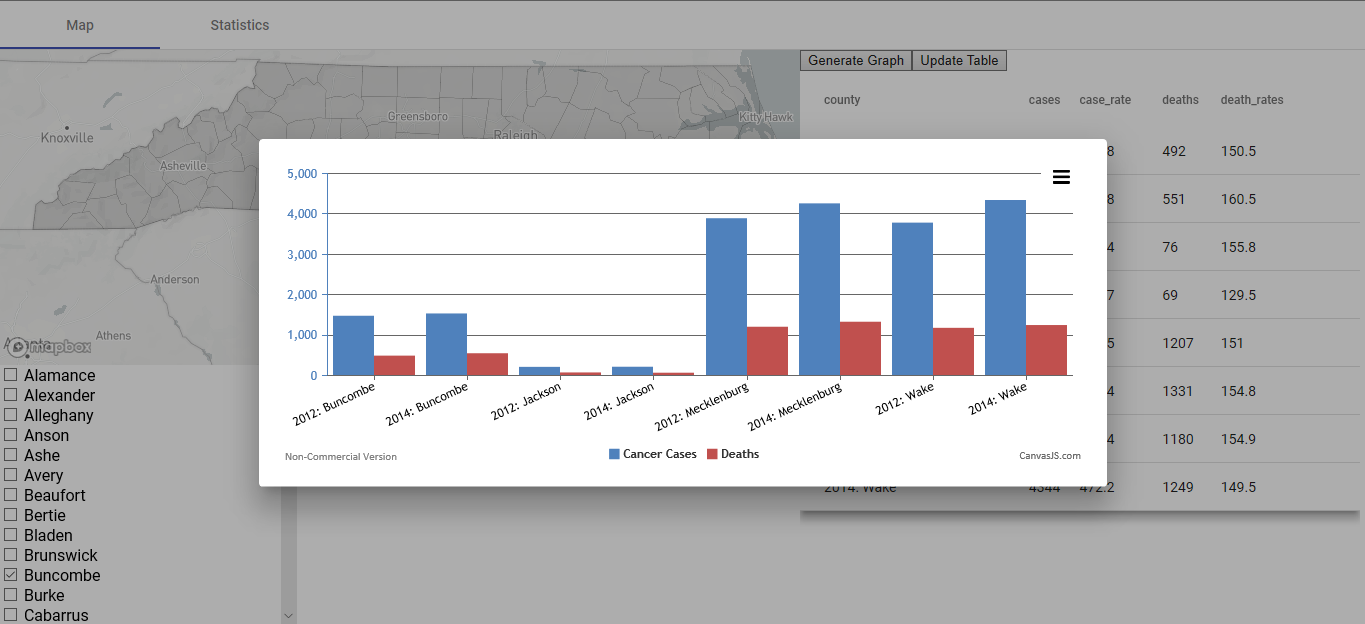 Map Statistics
Generate Graph Update Table
county cases case_rate deaths death_rates
Greensboro
Kitty Hawk
Raleigh
Knoxville
Asheville
8 492 150.5
8 551 160.5
4 76 155.8
7 69 129.5
5 1207 151
4 1331 154.8
4 1180 154.9
2014: Wake 4344 472.2 1249 149.5
Anderson
Athens
mapbox
5,000
4,000
3,000
2,000
1,000
0
2012: Buncombe
2014: Buncombe
2012: Jackson
2014: Jackson
2012: Mecklenburg
2014: Mecklenburg
2012: Wake
2014: Wake
Cancer Cases Deaths
Non-Commercial Version
CanvasJS.com
Alamance
Alexander
Alleghany
Anson
Ashe
Avery
Beaufort
Bertie
Bladen
Brunswick
Buncombe
Burke
Cabarrus